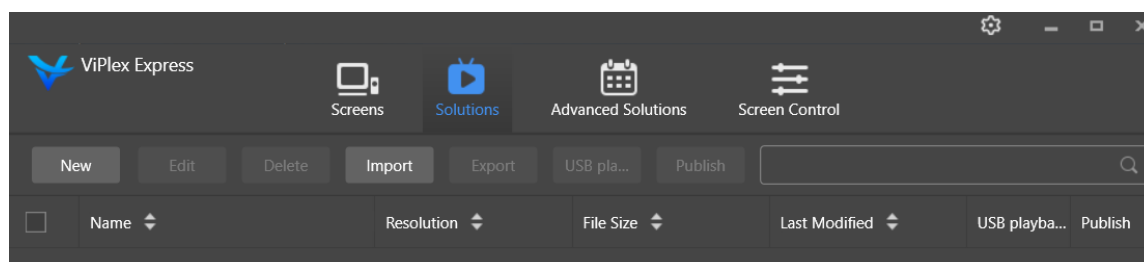 ViPlex Express
Screens Solutions Advanced Solutions Screen Control
New Edit Delete Import Export USB pla... Publish
Name Resolution File Size Last Modified USB playba... Publish